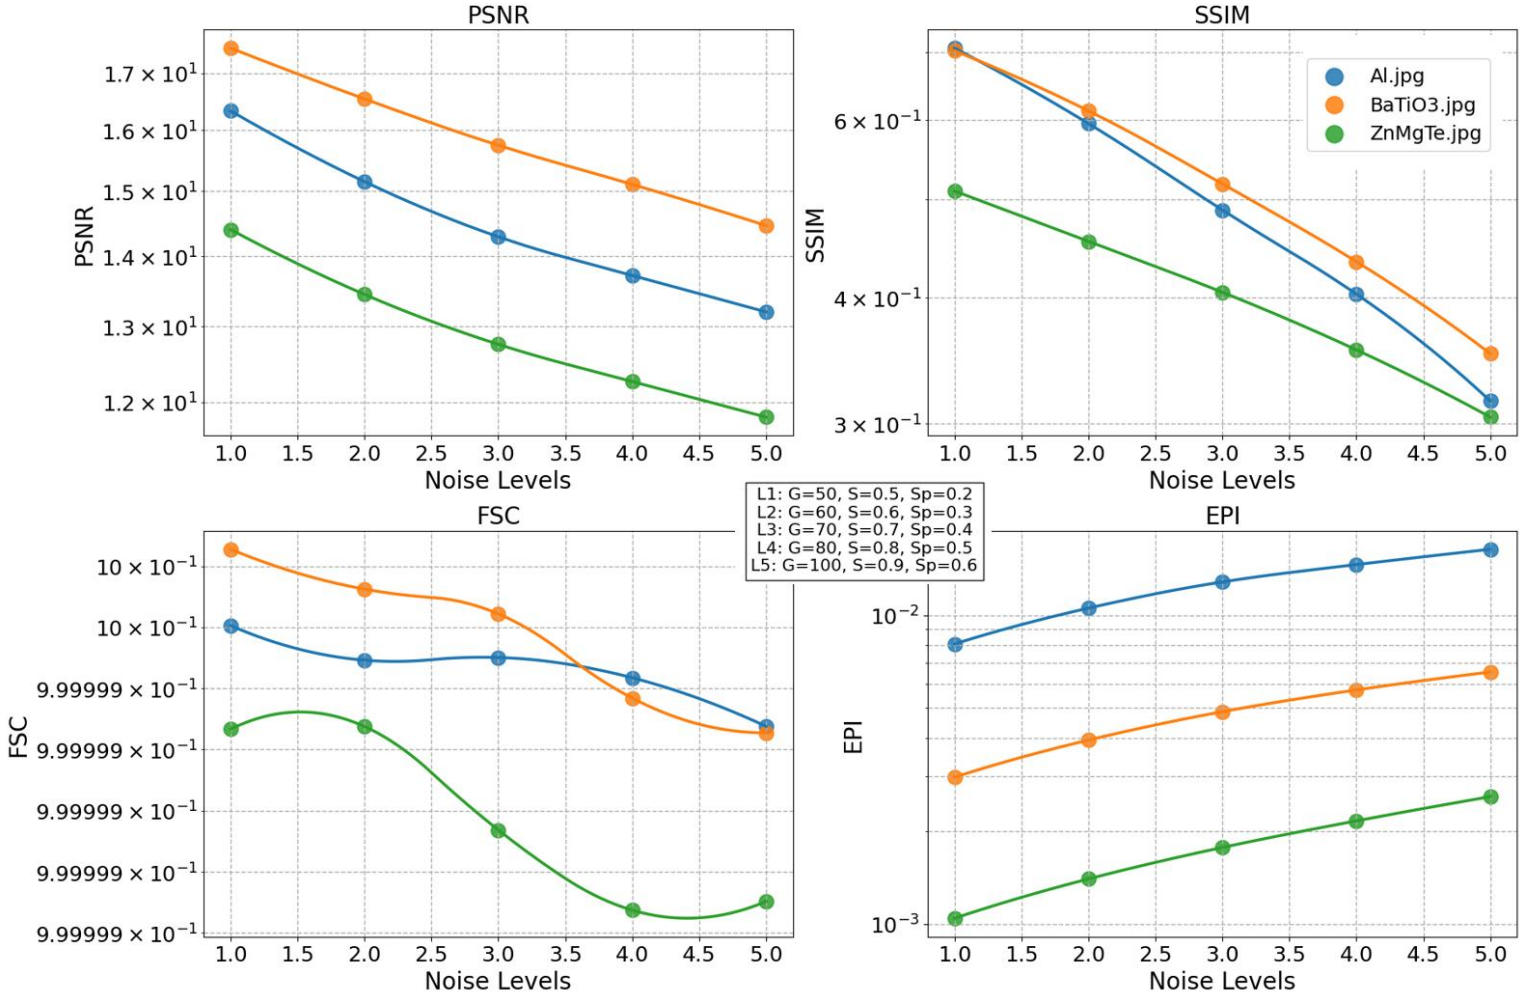 PSNR
PSNR
1.7 × 10¹
1.6 × 10¹
1.5 × 10¹
1.4 × 10¹
1.3 × 10¹
1.2 × 10¹
1.0 1.5 2.0 2.5 3.0 3.5 4.0 4.5 5.0
Noise Levels
SSIM
SSIM
6 × 10⁻¹
4 × 10⁻¹
3 × 10⁻¹
Al.jpg
BaTiO3.jpg
ZnMgTe.jpg
1.0 1.5 2.0 2.5 3.0 3.5 4.0 4.5 5.0
Noise Levels
L1: G=50, S=0.5, Sp=0.2
L2: G=60, S=0.6, Sp=0.3
L3: G=70, S=0.7, Sp=0.4
L4: G=80, S=0.8, Sp=0.5
L5: G=100, S=0.9, Sp=0.6
FSC
FSC
10 × 10⁻¹
10 × 10⁻¹
9.99999 × 10⁻¹
9.99999 × 10⁻¹
9.99999 × 10⁻¹
9.99999 × 10⁻¹
9.99999 × 10⁻¹
1.0 1.5 2.0 2.5 3.0 3.5 4.0 4.5 5.0
Noise Levels
EPI
EPI
10⁻²
10⁻³
1.0 1.5 2.0 2.5 3.0 3.5 4.0 4.5 5.0
Noise Levels